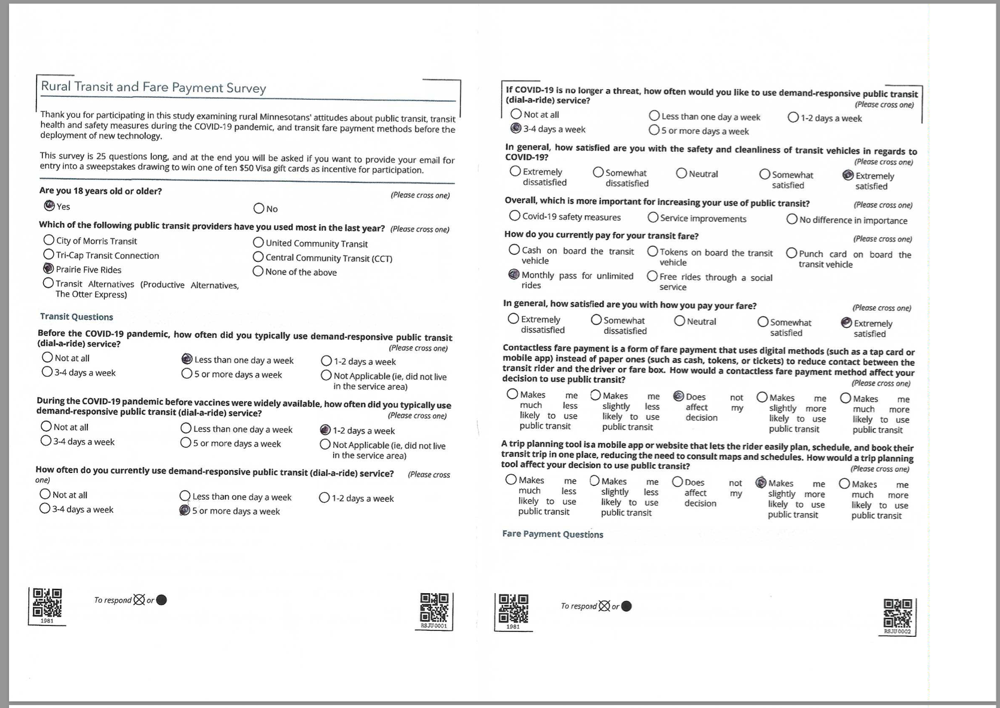 Rural Transit and Fare Payment Survey
Thank you for participating in this study examining rural Minnesotans' attitudes about public transit, transit
health and safety measures during the COVID-19 pandemic, and transit fare payment methods before the
deployment of new technology.
This survey is 25 questions long, and at the end you will be asked if you want to provide your email for
entry into a sweepstakes drawing to win one of ten $50 Visa gift cards as incentive for participation.
Are you 18 years old or older? (Please cross one)
Yes No
Which of the following public transit providers have you used most in the last year? (Please cross one)
City of Morris Transit United Community Transit
Tri-Cap Transit Connection Central Community Transit (CCT)
Prairie Five Rides None of the above
Transit Alternatives (Productive Alternatives,
The Otter Express)
Transit Questions
Before the COVID-19 pandemic, how often did you typically use demand-responsive public transit
(dial-a-ride) service? (Please cross one)
Not at all Less than one day a week 1-2 days a week
3-4 days a week 5 or more days a week Not Applicable (ie, did not live
in the service area)
During the COVID-19 pandemic before vaccines were widely available, how often did you typically use
demand-responsive public transit (dial-a-ride) service? (Please cross one)
Not at all Less than one day a week 1-2 days a week
3-4 days a week 5 or more days a week Not Applicable (ie, did not live
in the service area)
How often do you currently use demand-responsive public transit (dial-a-ride) service? (Please cross
one)
Not at all Less than one day a week 1-2 days a week
3-4 days a week 5 or more days a week
To respond or
1981
RSJU0001
If COVID-19 is no longer a threat, how often would you like to use demand-responsive public transit
(dial-a-ride) service? (Please cross one)
Not at all Less than one day a week 1-2 days a week
3-4 days a week 5 or more days a week
In general, how satisfied are you with the safety and cleanliness of transit vehicles in regards to
COVID-19? (Please cross one)
Extremely Somewhat Neutral Somewhat Extremely
dissatisfied dissatisfied satisfied satisfied
Overall, which is more important for increasing your use of public transit? (Please cross one)
Covid-19 safety measures Service improvements No difference in importance
How do you currently pay for your transit fare? (Please cross one)
Cash on board the transit Tokens on board the transit Punch card on board the
vehicle vehicle transit vehicle
Monthly pass for unlimited Free rides through a social
rides service
In general, how satisfied are you with how you pay your fare? (Please cross one)
Extremely Somewhat Neutral Somewhat Extremely
dissatisfied dissatisfied satisfied satisfied
Contactless fare payment is a form of fare payment that uses digital methods (such as a tap card or
mobile app) instead of paper ones (such as cash, tokens, or tickets) to reduce contact between the
transit rider and the driver or fare box. How would a contactless fare payment method affect your
decision to use public transit? (Please cross one)
Makes me Makes me Does not Makes me Makes me
much less slightly less affect my slightly more much more
likely to use likely to use decision likely to use likely to use
public transit public transit public transit public transit
A trip planning tool is a mobile app or website that lets the rider easily plan, schedule, and book their
transit trip in one place, reducing the need to consult maps and schedules. How would a trip planning
tool affect your decision to use public transit? (Please cross one)
Makes me Makes me Does not Makes me Makes me
much less slightly less affect my slightly more much more
likely to use likely to use decision likely to use likely to use
public transit public transit public transit public transit
Fare Payment Questions
To respond or
1981
RSJU0002